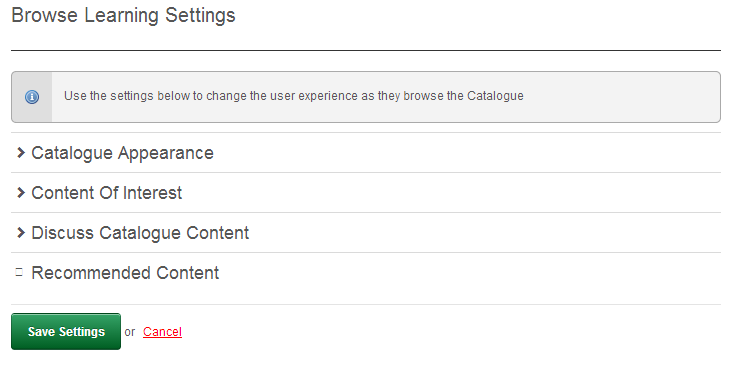 Browse Learning Settings
Use the settings below to change the user experience as they browse the Catalogue
Catalogue Appearance
Content Of Interest
Discuss Catalogue Content
Recommended Content
Save Settings or Cancel